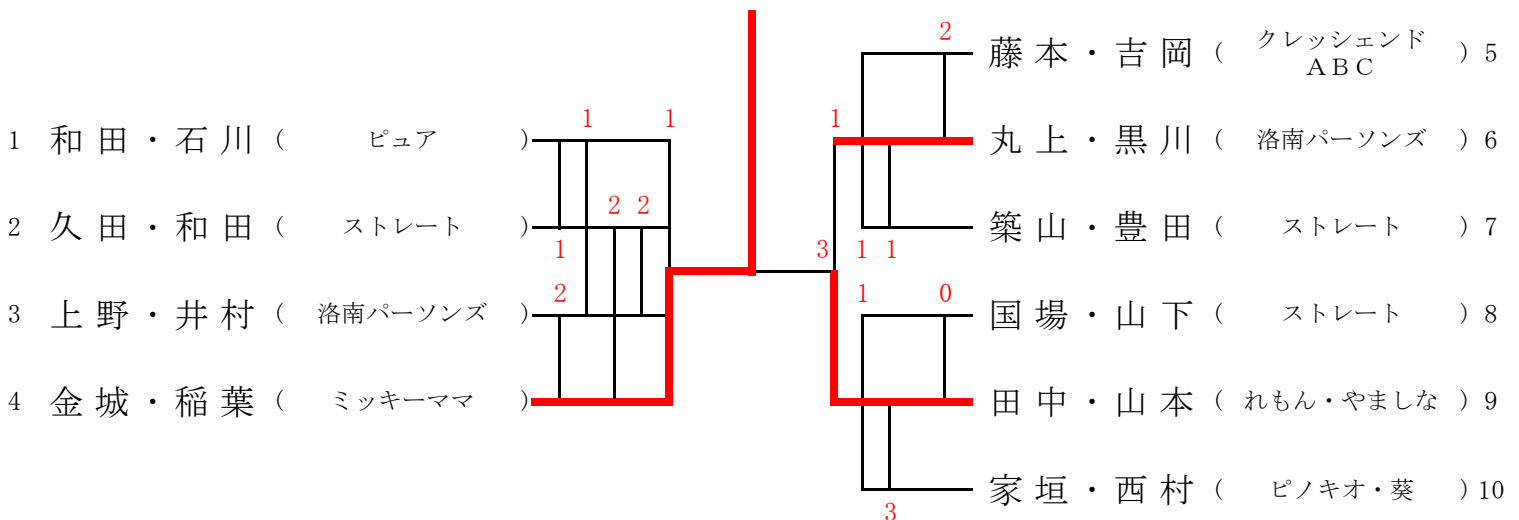 1 和田・石川（ ピュア ）
2 久田・和田（ ストレート ）
3 上野・井村（ 洛南パーソンズ ）
4 金城・稲葉（ ミッキーママ ）
1 1
2 2
1
2
2
1
3 1 1
1 0
3
藤本・吉岡（ クレッシェンド
ＡＢＣ ）5
丸上・黒川（ 洛南パーソンズ ）6
築山・豊田（ ストレート ）7
国場・山下（ ストレート ）8
田中・山本（ れもん・やましな ）9
家垣・西村（ ピノキオ・葵 ）10